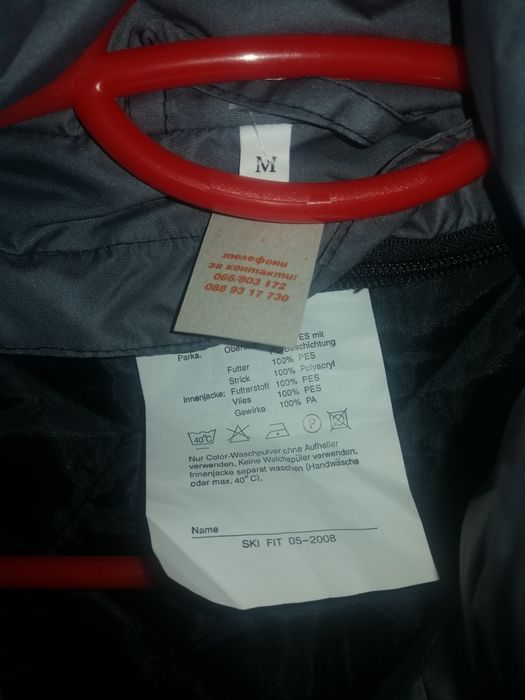 M
телефони
за контакти:
066/803 172
088 93 17 730
ES mit
Parka: Oberst Beschichtung
Futter 100% PES
Strick 100% Polyacryl
Innenjacke: Futterstoff 100% PES
Vlies 100% PES
Gewirke 100% PA
40°C P
Nur Color-Waschpulver ohne Aufheller
verwenden. Keine Weichspüler verwenden.
Innenjacke separat waschen (Handwäsche
oder max. 40°C).
Name
SKI FIT 05-2008